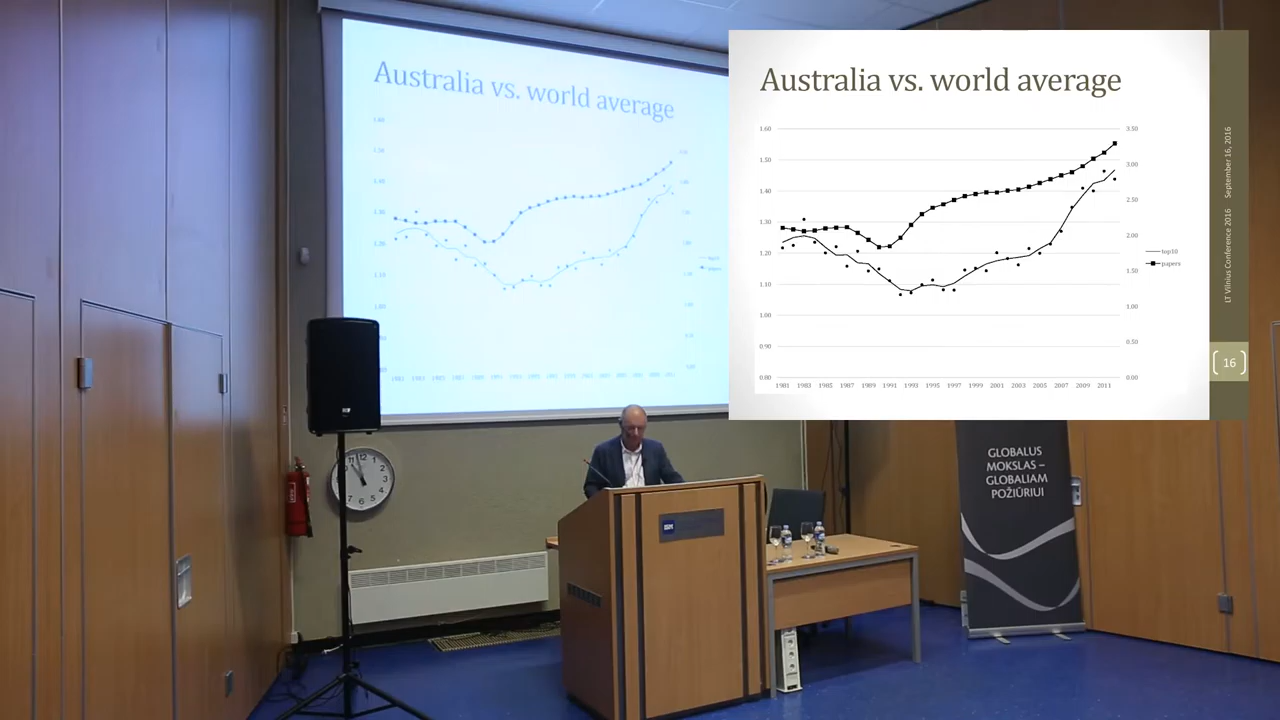 Australia vs. world average
Australia vs. world average
1.60
1.50
1.40
1.30
1.20
1.10
1.00
0.90
0.80
3.50
3.00
2.50
2.00
1.50
1.00
0.50
0.00
1981 1983 1985 1987 1989 1991 1993 1995 1997 1999 2001 2003 2005 2007 2009 2011
top10
papers
LT Vilnius Conference 2016 September 16, 2016
16
GLOBALUS
MOKSLAS –
GLOBALIAM
POŽIŪRIUI
ISM